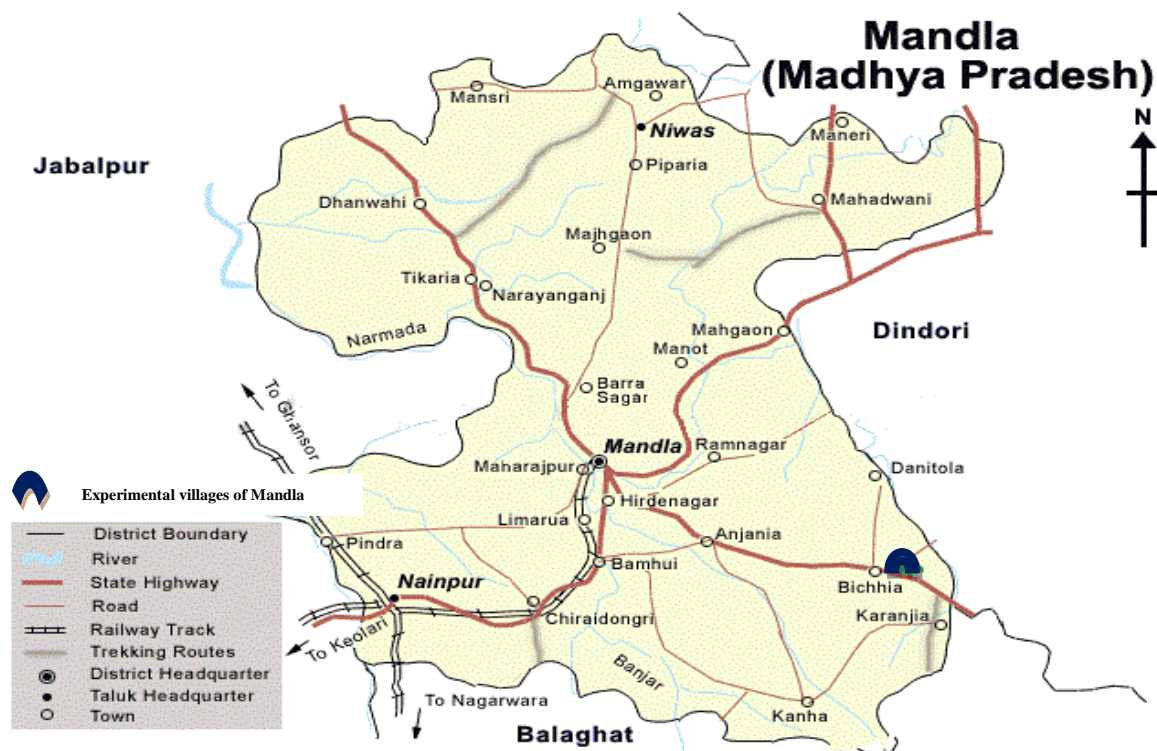 Mandla
(Madhya Pradesh)
N
Jabalpur
Mansri
Amgawar
Niwas
Maneri
Piparia
Dhanwahi
Mahadwani
Majhgaon
Tikaria
Narayanganj
Narmada
Mahgaon
Dindori
Manot
To Ghansor
Barra
Sagar
Mandla
Ramnagar
Maharajpur
Danitola
Experimental villages of Mandla
Hirdenagar
Limarua
Anjania
District Boundary
Pindra
River
Bamhui
State Highway
Nainpur
Bichhia
Road
Chiraidongri
Karanjia
Railway Track
To Keolari
Trekking Routes
Banjar
District Headquarter
Taluk Headquarter
To Nagarwara
Town
Kanha
Balaghat